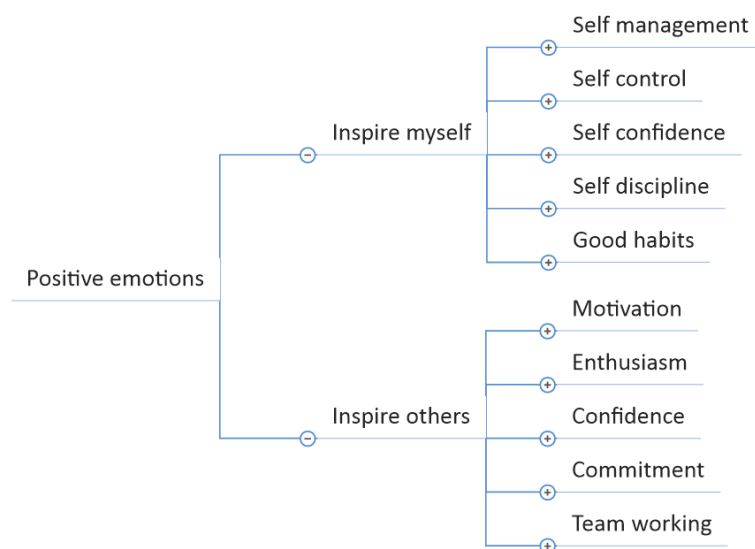 Positive emotions
Inspire myself
Self management
Self control
Self confidence
Self discipline
Good habits
Inspire others
Motivation
Enthusiasm
Confidence
Commitment
Team working